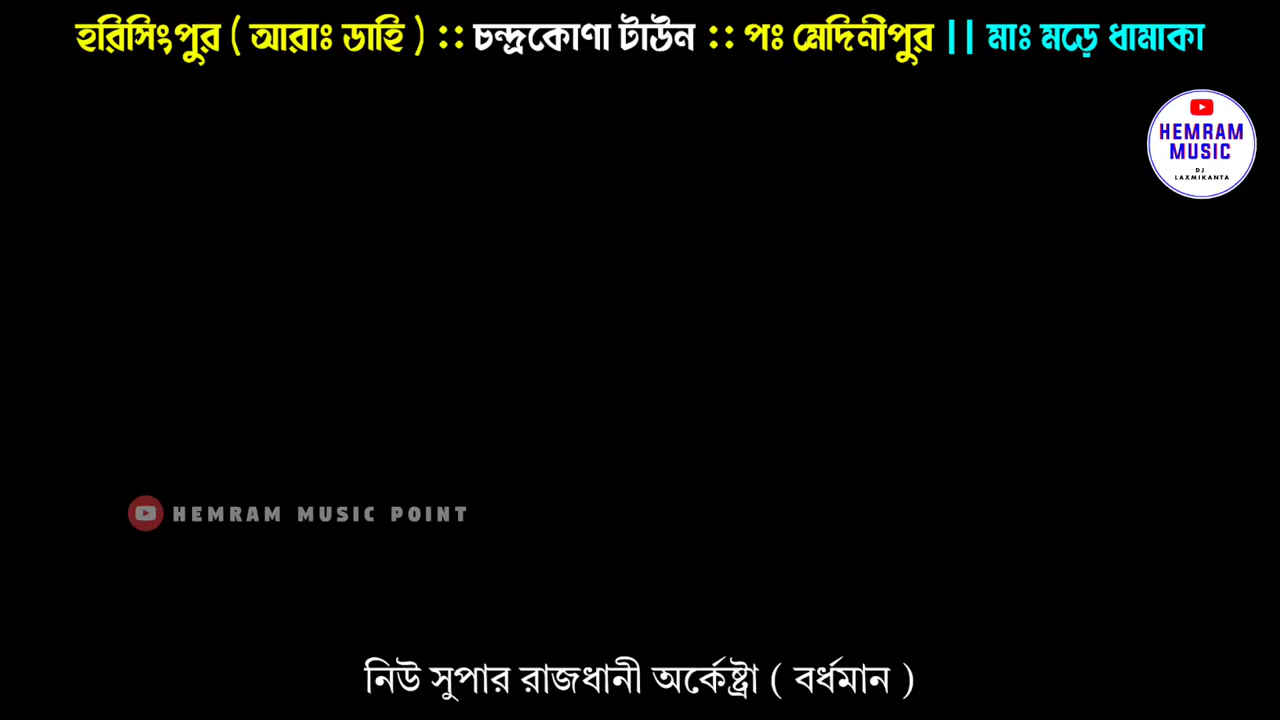 হরিসিংপুর ( আরাঃ ডাহি ) :: চন্দ্রকোণা টাউন :: পঃ মেদিনীপুর || মাঃ মড়ে ধামাকা
HEMRAM
MUSIC
DJ
LAXMIKANTA
HEMRAM MUSIC POINT
নিউ সুপার রাজধানী অর্কেষ্ট্রা ( বর্ধমান )